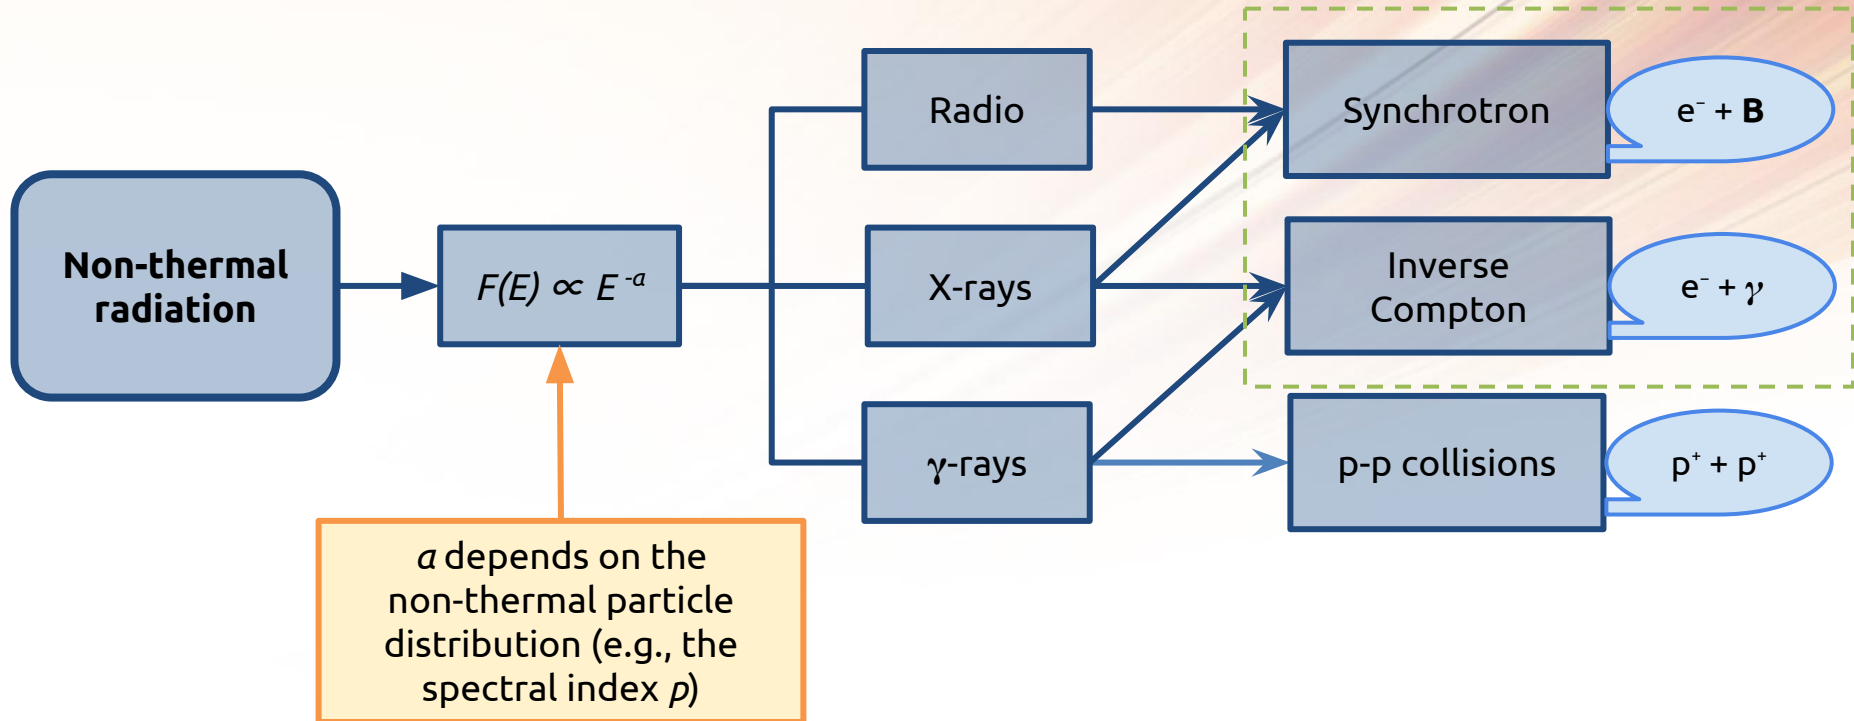 Non-thermal
radiation
F(E) ∝ E⁻ᵃ
a depends on the
non-thermal particle
distribution (e.g., the
spectral index p)
Radio
X-rays
γ-rays
Synchrotron
e⁻ + B
Inverse
Compton
e⁻ + γ
p-p collisions
p⁺ + p⁺